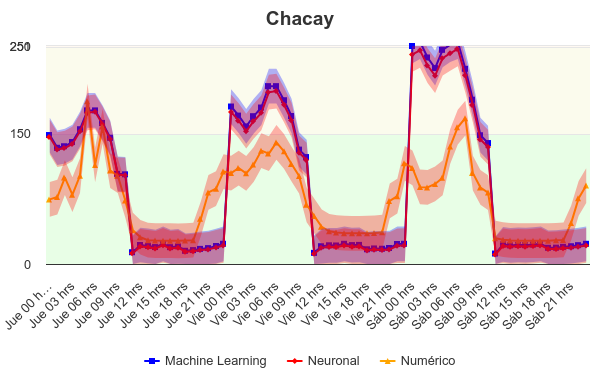 Chacay
250
150
0
Jue 00 h...
Jue 03 hrs
Jue 06 hrs
Jue 09 hrs
Jue 12 hrs
Jue 15 hrs
Jue 18 hrs
Jue 21 hrs
Vie 00 hrs
Vie 03 hrs
Vie 06 hrs
Vie 09 hrs
Vie 12 hrs
Vie 15 hrs
Vie 18 hrs
Vie 21 hrs
Sáb 00 hrs
Sáb 03 hrs
Sáb 06 hrs
Sáb 09 hrs
Sáb 12 hrs
Sáb 15 hrs
Sáb 18 hrs
Sáb 21 hrs
Machine Learning Neuronal Numérico